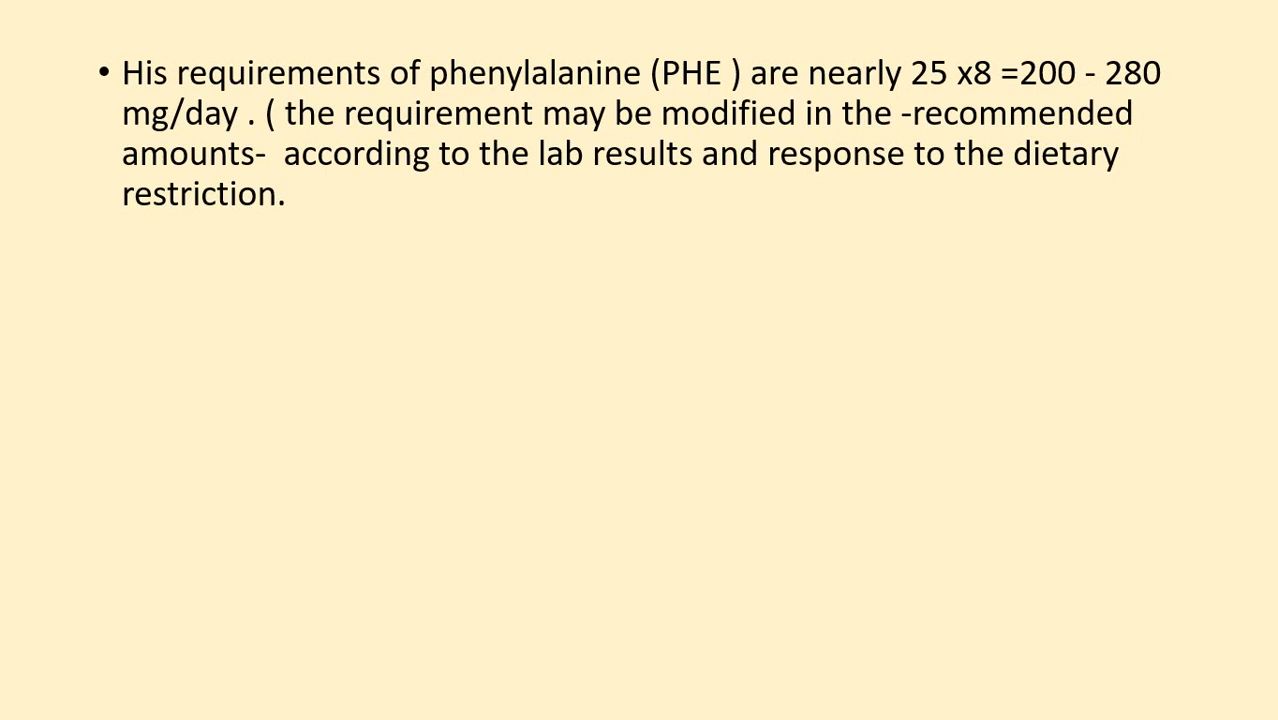 • His requirements of phenylalanine (PHE ) are nearly 25 x8 =200 - 280
mg/day . ( the requirement may be modified in the -recommended
amounts-  according to the lab results and response to the dietary
restriction.